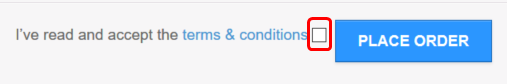 I've read and accept the terms & conditions PLACE ORDER